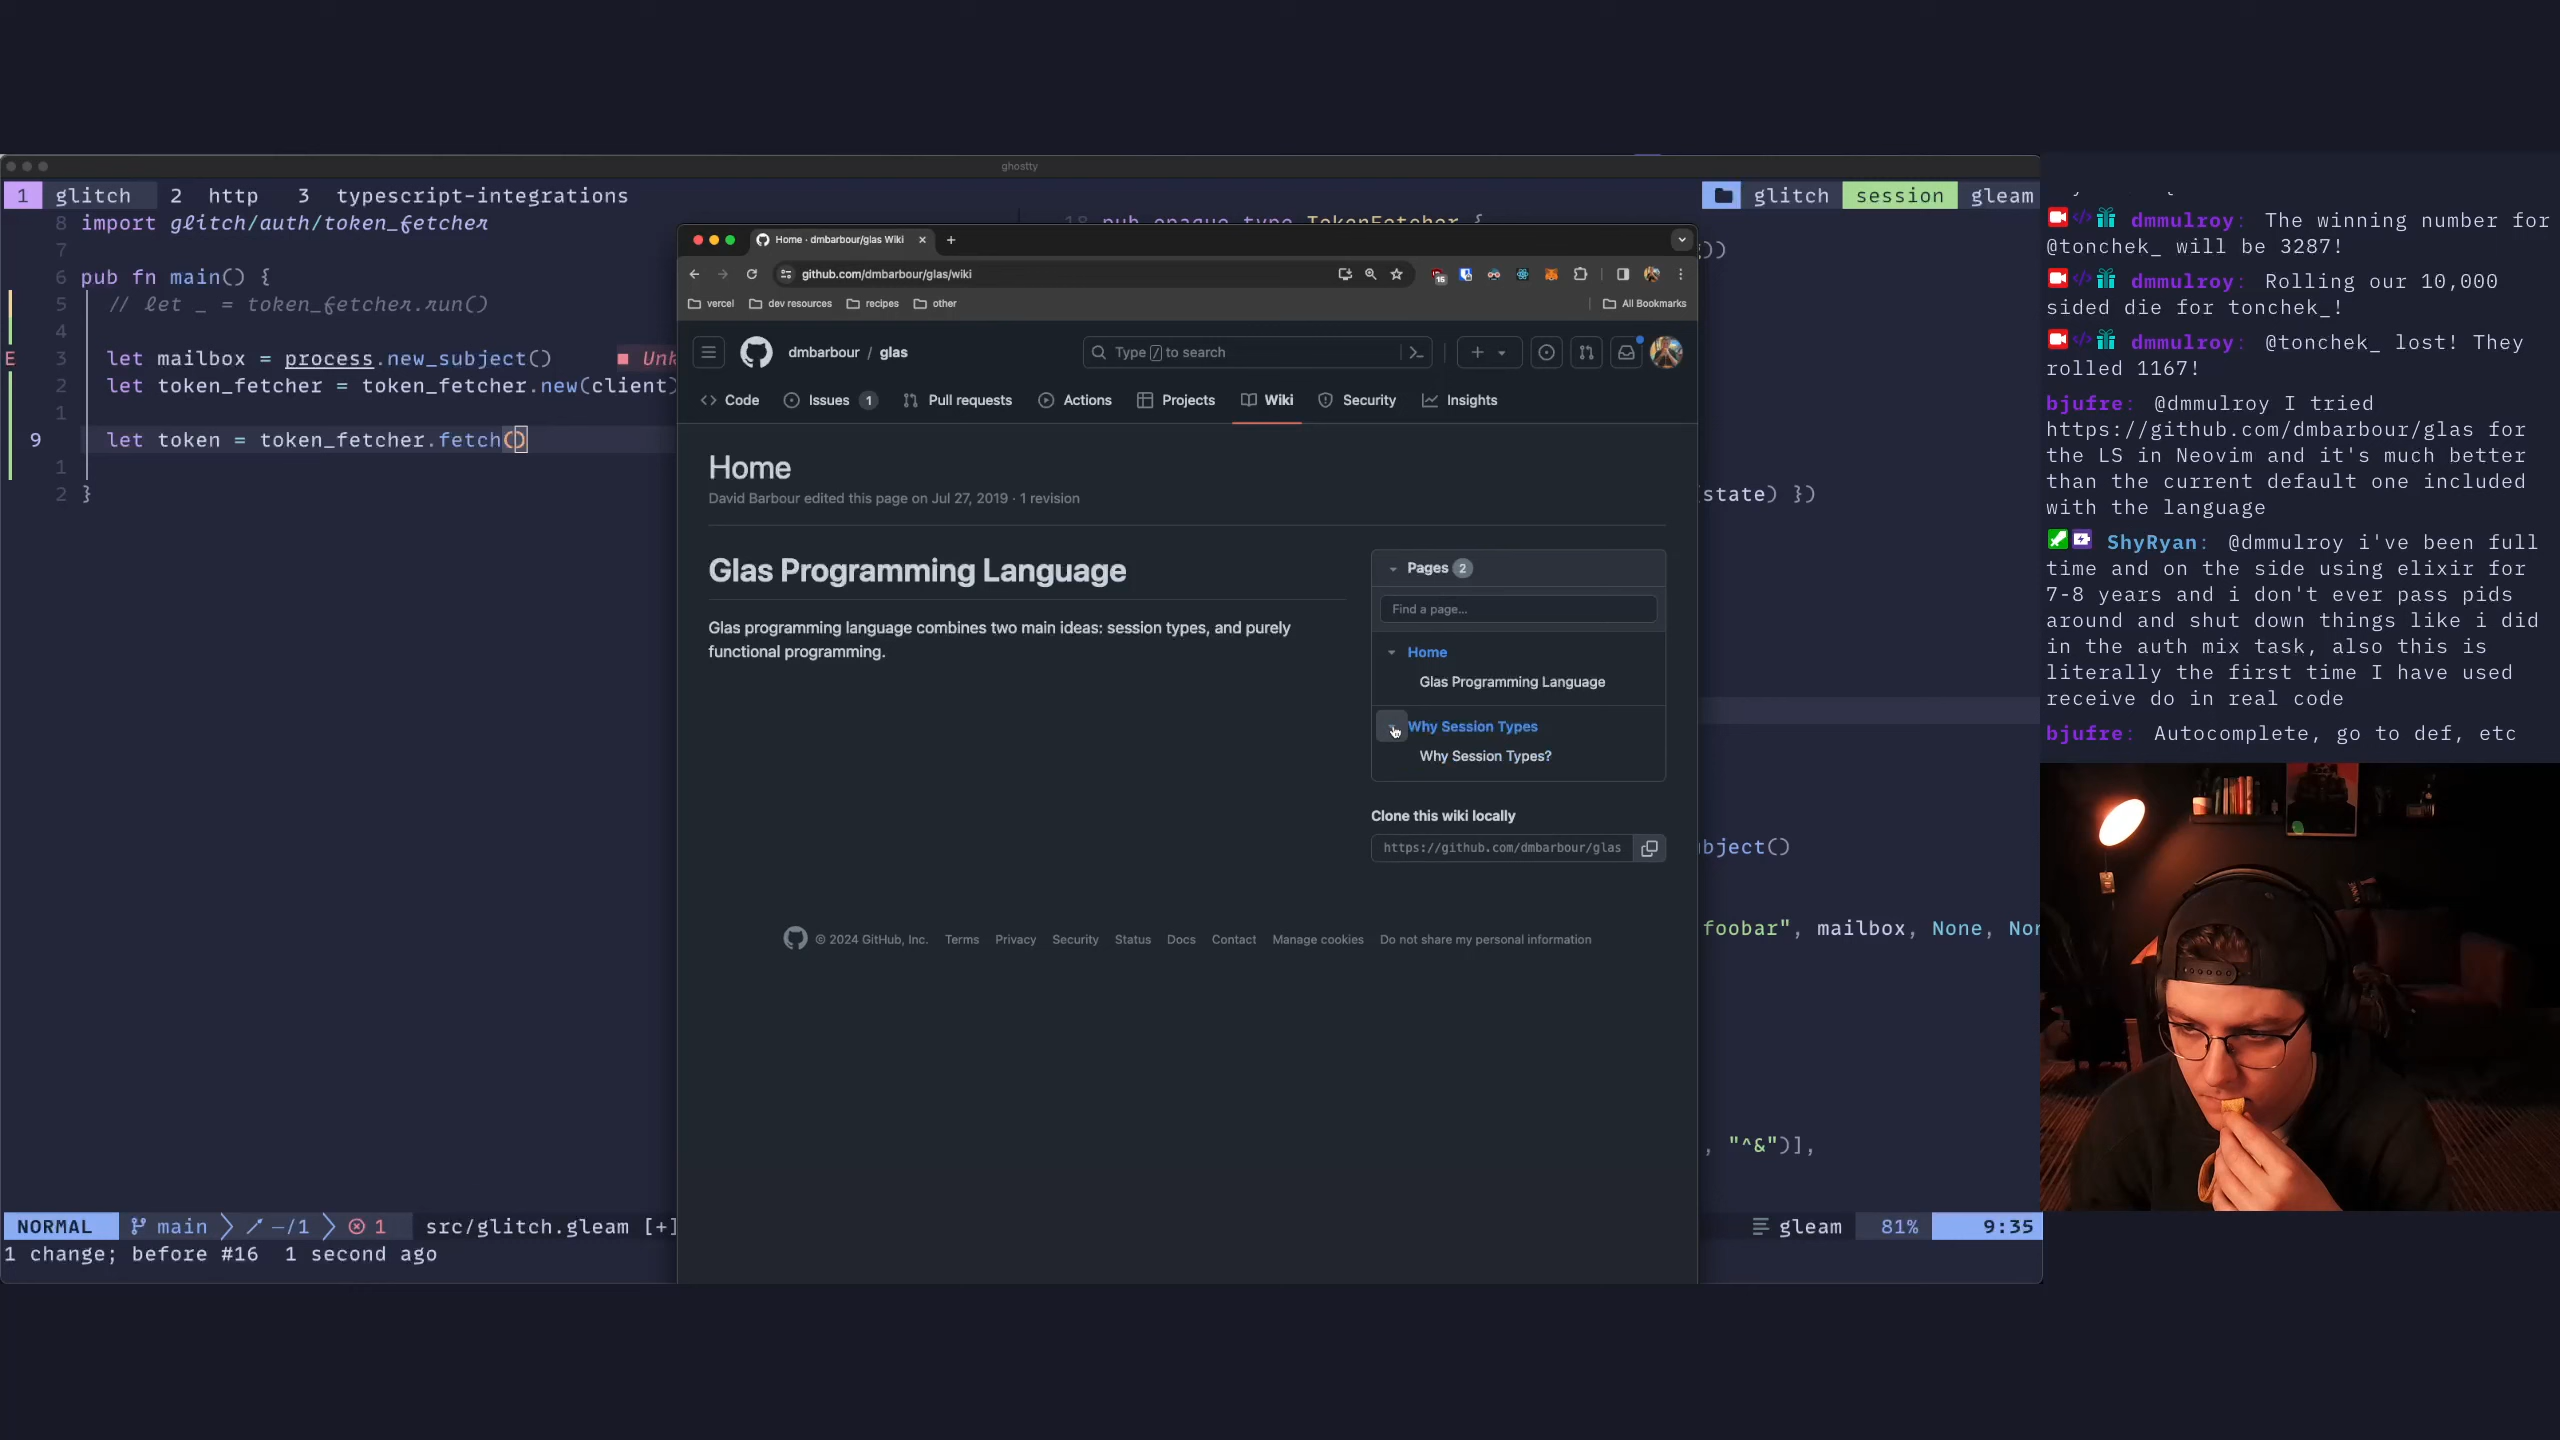 ghostty
1 glitch 2 http 3 typescript-integrations
glitch session gleam
8 import glitch/auth/token_fetcher
7
6 pub fn main() {
5 // let _ = token_fetcher.run()
4
E 3 let mailbox = process.new_subject() ■ Unk
2 let token_fetcher = token_fetcher.new(client)
1
9 let token = token_fetcher.fetch()
1
2 }
18 pub opaque type TokenFetcher {
))
(state) })
bject()
foobar", mailbox, None, Nor
, "^&")],
NORMAL main ~/1 1 src/glitch.gleam [+]
gleam 81% 9:35
1 change; before #16 1 second ago
Home · dmbarbour/glas Wiki
github.com/dmbarbour/glas/wiki
vercel dev resources recipes other All Bookmarks
dmbarbour / glas
Type / to search
Code Issues 1 Pull requests Actions Projects Wiki Security Insights
Home
David Barbour edited this page on Jul 27, 2019 · 1 revision
Glas Programming Language
Glas programming language combines two main ideas: session types, and purely
functional programming.
Pages 2
Find a page...
Home
Glas Programming Language
Why Session Types
Why Session Types?
Clone this wiki locally
https://github.com/dmbarbour/glas
© 2024 GitHub, Inc. Terms Privacy Security Status Docs Contact Manage cookies Do not share my personal information
dmmulroy: The winning number for
@tonchek_ will be 3287!
dmmulroy: Rolling our 10,000
sided die for tonchek_!
dmmulroy: @tonchek_ lost! They
rolled 1167!
bjufre: @dmmulroy I tried
https://github.com/dmbarbour/glas for
the LS in Neovim and it's much better
than the current default one included
with the language
ShyRyan: @dmmulroy i've been full
time and on the side using elixir for
7-8 years and i don't ever pass pids
around and shut down things like i did
in the auth mix task, also this is
literally the first time I have used
receive do in real code
bjufre: Autocomplete, go to def, etc